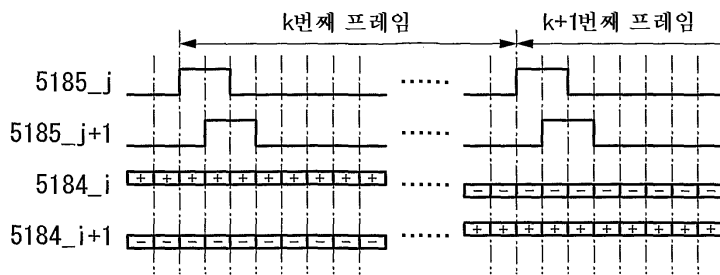 k번째 프레임 k+1번째 프레임
5185_j ······
5185_j+1 ······
5184_i + + + + + + + + + + ······ − − − − − − − − − −
5184_i+1 − − − − − − − − − − ······ + + + + + + + + + +